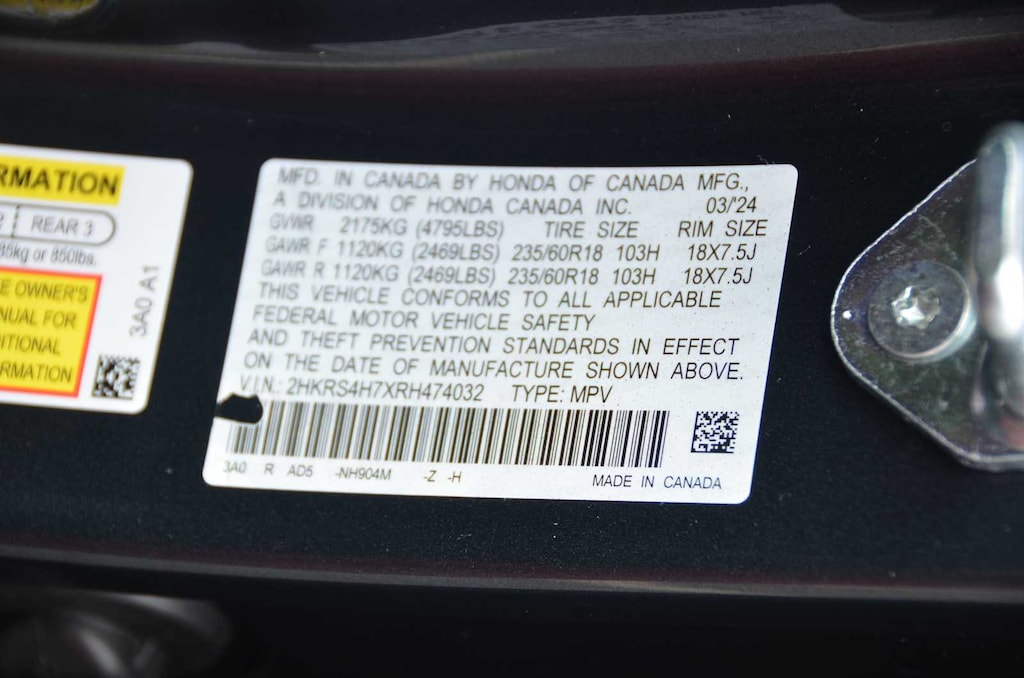 RMATION
REAR 3
85kg or 850lbs.
E OWNER'S
NUAL FOR
DITIONAL
ORMATION
3A0 A1
MFD. IN CANADA BY HONDA OF CANADA MFG.,
A DIVISION OF HONDA CANADA INC. 03/'24
GVWR 2175KG (4795LBS) TIRE SIZE RIM SIZE
GAWR F 1120KG (2469LBS) 235/60R18 103H 18X7.5J
GAWR R 1120KG (2469LBS) 235/60R18 103H 18X7.5J
THIS VEHICLE CONFORMS TO ALL APPLICABLE
FEDERAL MOTOR VEHICLE SAFETY
AND THEFT PREVENTION STANDARDS IN EFFECT
ON THE DATE OF MANUFACTURE SHOWN ABOVE.
V.I.N.: 2HKRS4H7XRH474032 TYPE: MPV
3A0 R AD5 -NH904M -Z -H MADE IN CANADA